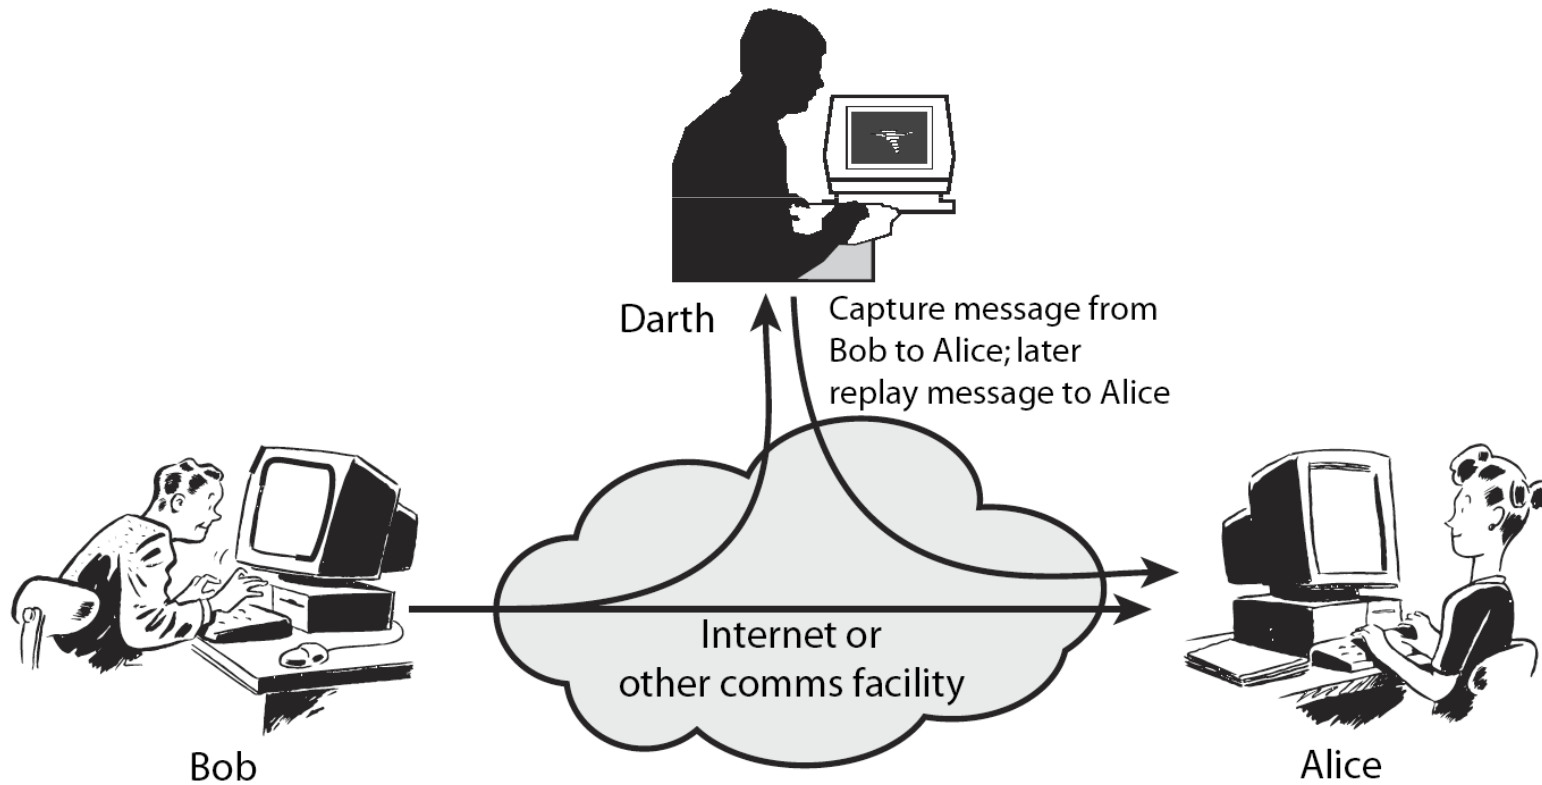 Darth
Capture message from
Bob to Alice; later
replay message to Alice
Internet or
other comms facility
Bob
Alice